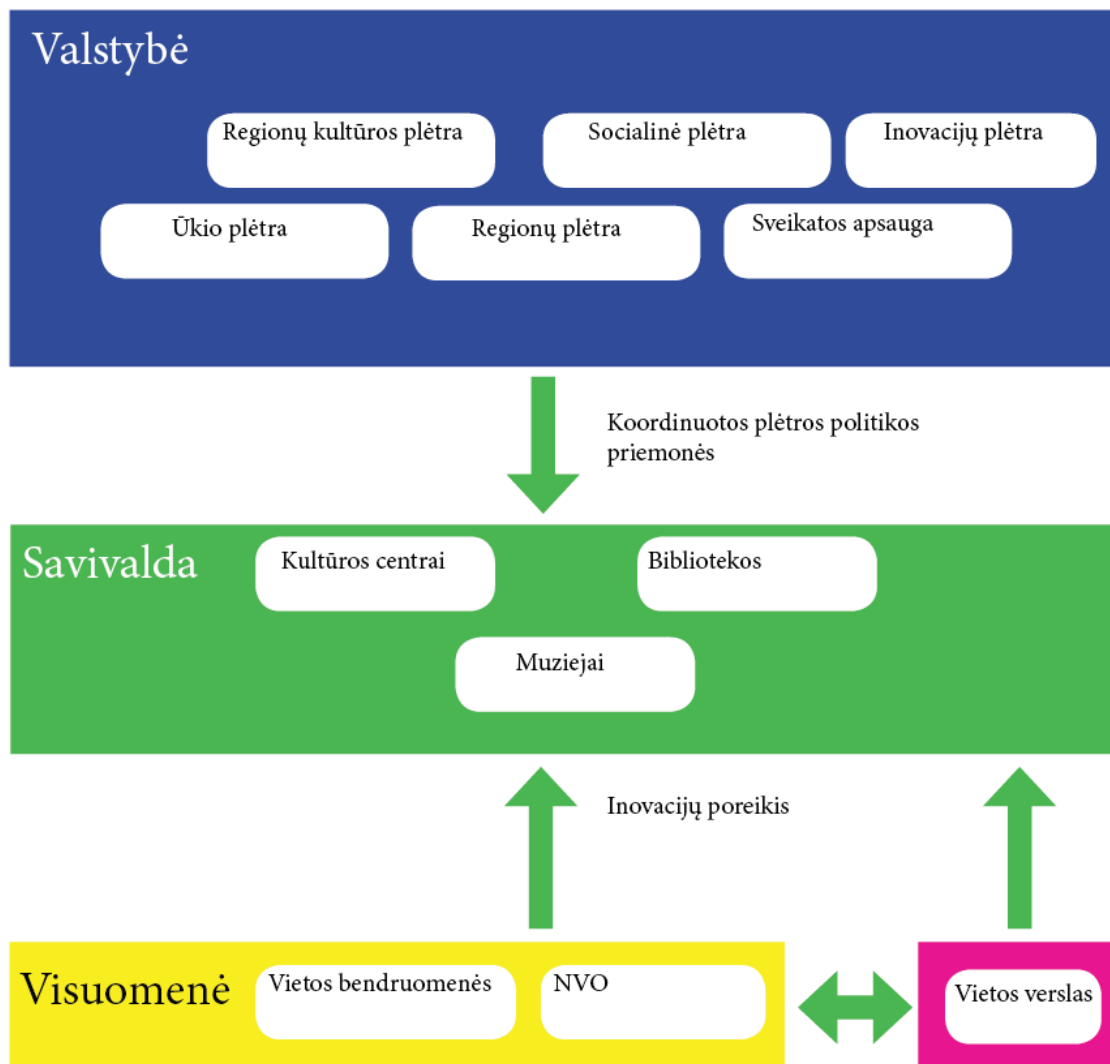 Valstybė
Regionų kultūros plėtra
Socialinė plėtra
Inovacijų plėtra
Ūkio plėtra
Regionų plėtra
Sveikatos apsauga
Koordinuotos plėtros politikos
priemonės
Savivalda
Kultūros centrai
Bibliotekos
Muziejai
Inovacijų poreikis
Visuomenė
Vietos bendruomenės
NVO
Vietos verslas